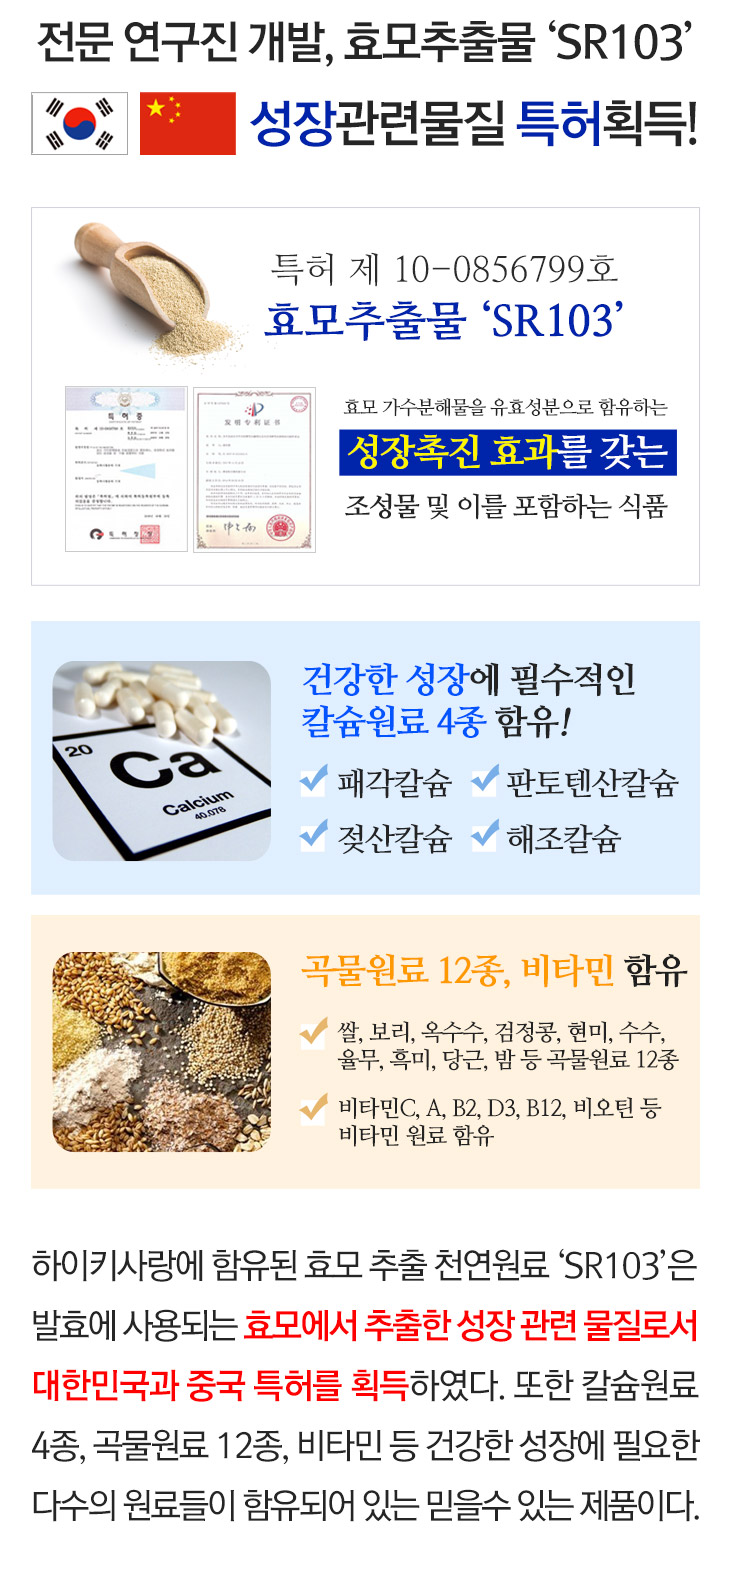 전문 연구진 개발, 효모추출물 ‘SR103’
성장관련물질 특허획득!
특허 제 10-0856799호
효모추출물 ‘SR103’
특 허 증
发 明 专 利 证 书
특 허 청 장
효모 가수분해물을 유효성분으로 함유하는
성장촉진 효과를 갖는
조성물 및 이를 포함하는 식품
20
Ca
Calcium
40.078
건강한 성장에 필수적인
칼슘원료 4종 함유!
패각칼슘 판토텐산칼슘
젖산칼슘 해조칼슘
곡물원료 12종, 비타민 함유
쌀, 보리, 옥수수, 검정콩, 현미, 수수,
율무, 흑미, 당근, 밤 등 곡물원료 12종
비타민C, A, B2, D3, B12, 비오틴 등
비타민 원료 함유
하이키사랑에 함유된 효모 추출 천연원료 ‘SR103’은
발효에 사용되는 효모에서 추출한 성장 관련 물질로서
대한민국과 중국 특허를 획득하였다. 또한 칼슘원료
4종, 곡물원료 12종, 비타민 등 건강한 성장에 필요한
다수의 원료들이 함유되어 있는 믿을수 있는 제품이다.